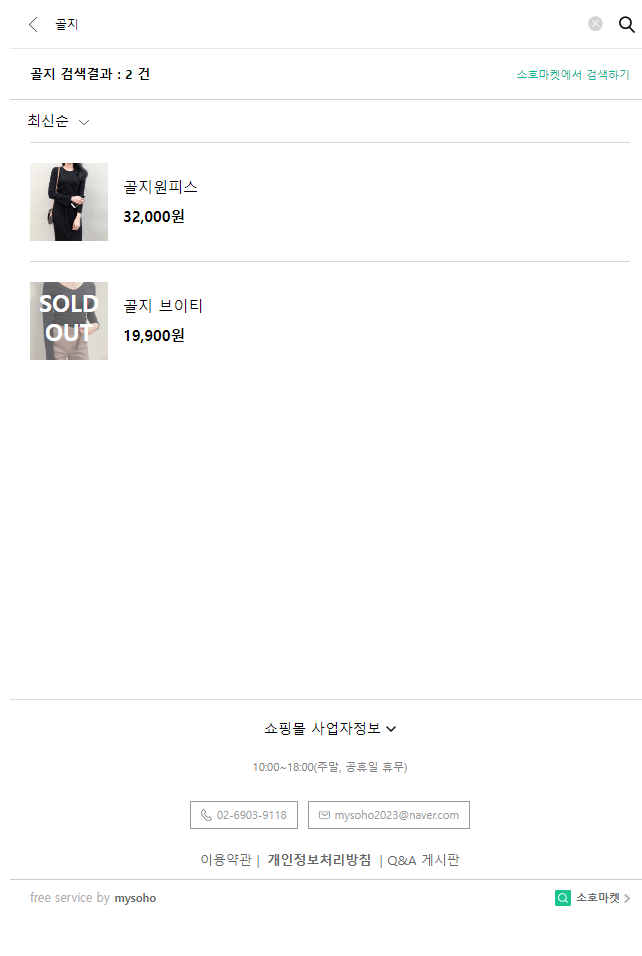 골지
골지 검색결과 : 2 건
소호마켓에서 검색하기
최신순
골지원피스
32,000원
SOLD
OUT
골지 브이티
19,900원
쇼핑몰 사업자정보
10:00~18:00(주말, 공휴일 휴무)
02-6903-9118
mysoho2023@naver.com
이용약관 | 개인정보처리방침 | Q&A 게시판
free service by mysoho
소호마켓